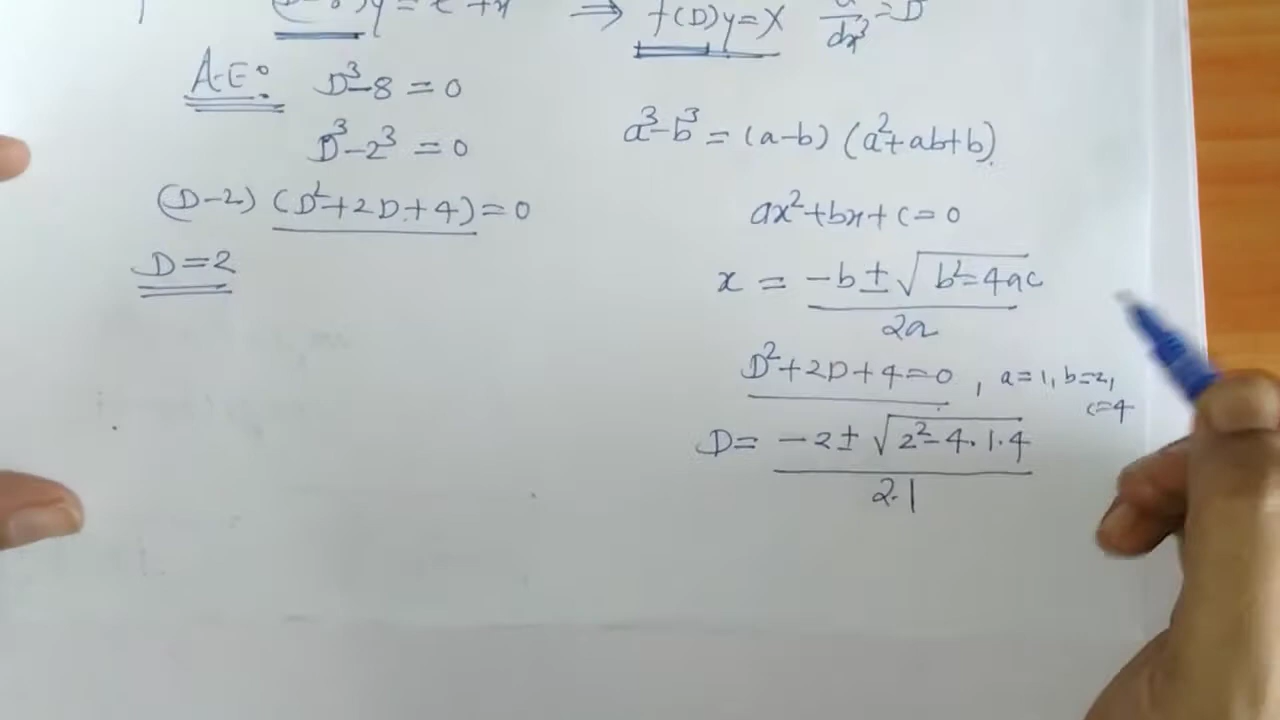 y = + x ⇒ f(D)y = X d/dx³ = D
A.E: D³-8 = 0
D³-2³ = 0 a³-b³ = (a-b) (a²+ab+b)
(D-2) (D²+2D+4) = 0 ax²+bx+c=0
D=2 x = -b ± √b²-4ac / 2a
D²+2D+4=0, a=1, b=2, c=4
D= -2 ± √2²-4.1.4 / 2.1